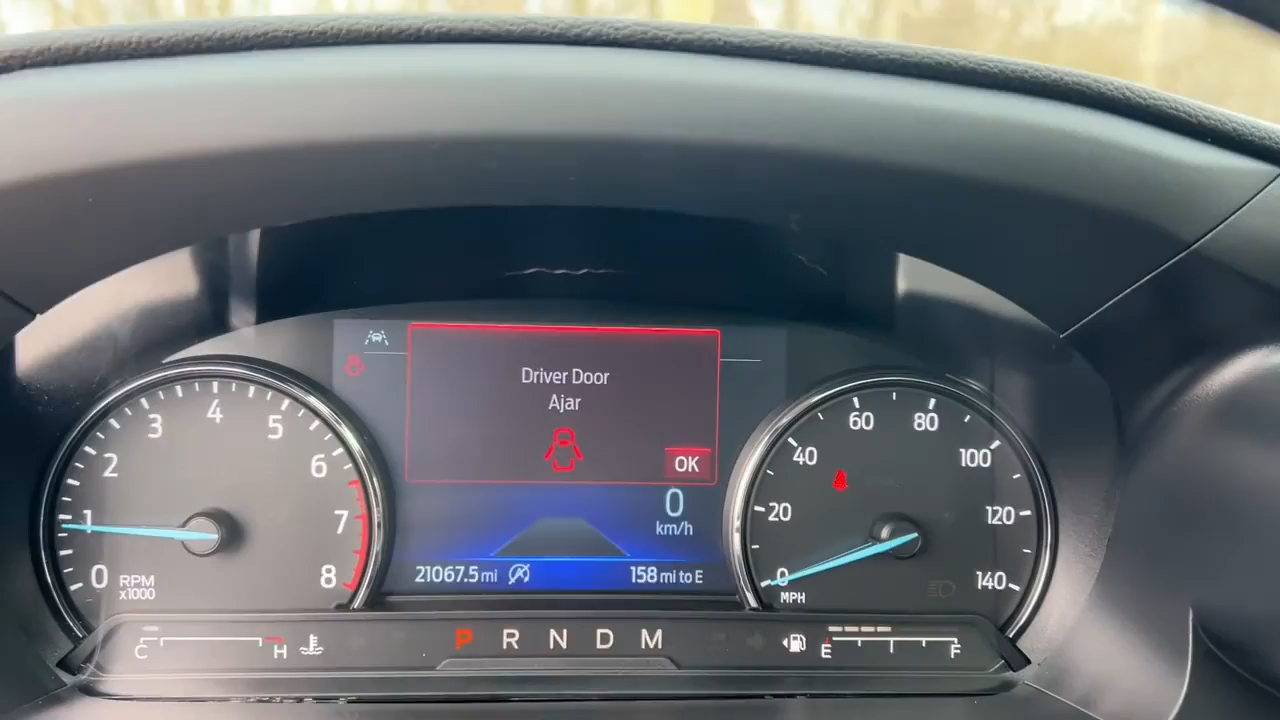 Driver Door
Ajar
OK
0
km/h
21067.5 mi
158 mi to E
0 1 2 3 4 5 6 7 8
RPM
x1000
0 20 40 60 80 100 120 140
MPH
C H
P R N D M
E F